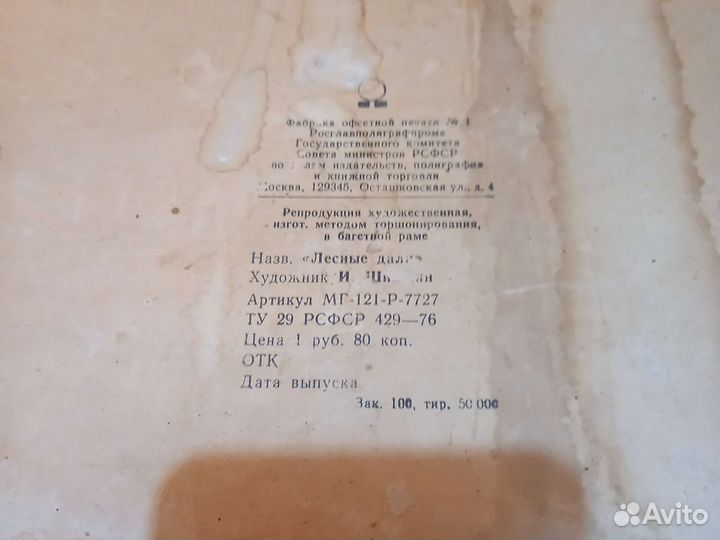 Фабрика офсетной печати № 1
Росглавполиграфпрома
Государственного комитета
Совета министров РСФСР
по делам издательств, полиграфии
и книжной торговли
Москва, 129345, Осташковская ул., д. 4
Репродукция художественная,
изгот. методом торшонирования,
в багетной раме
Назв. «Лесные дали»
Художник И. Шишкин
Артикул МГ-121-Р-7727
ТУ 29 РСФСР 429—76
Цена 1 руб. 80 коп.
ОТК
Дата выпуска
Зак. 100, тир. 50 000
Avito